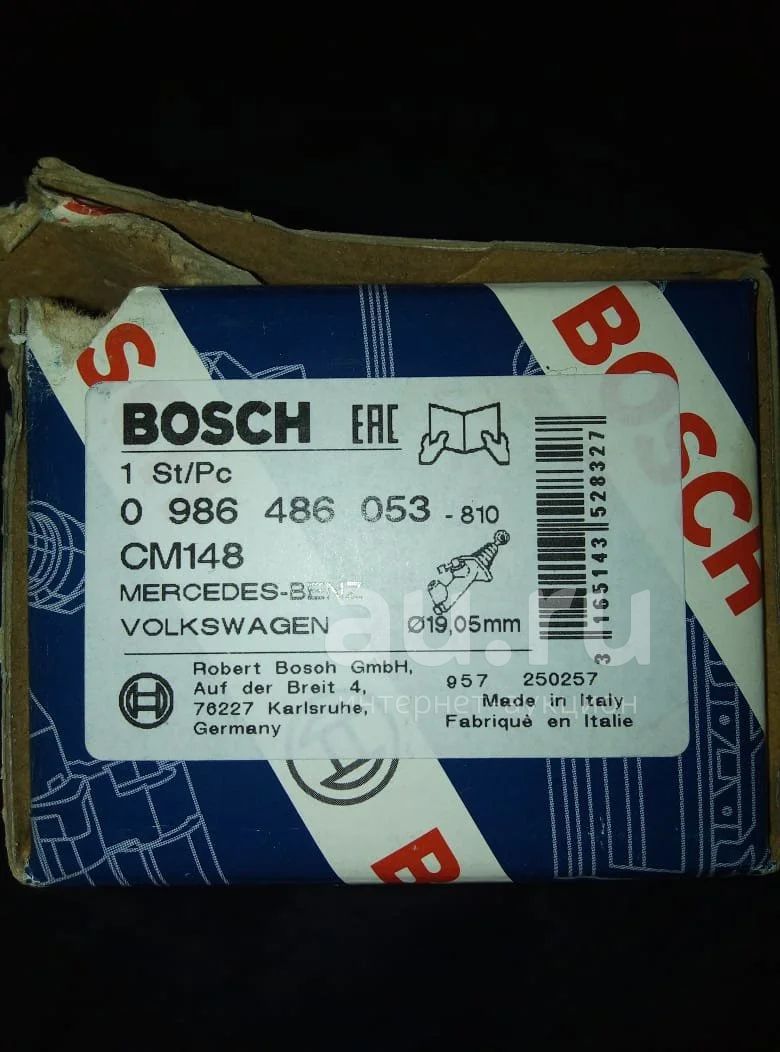 S
BOSCH
BOSCH EAC
1 St/Pc
0 986 486 053 - 810
CM148
MERCEDES-BENZ
VOLKSWAGEN
Ø19,05mm
3 165143 528327
Robert Bosch GmbH,
Auf der Breit 4,
76227 Karlsruhe,
Germany
957 250257
Made in Italy
Fabriqué en Italie
au.ru
интернет-аукцион
B